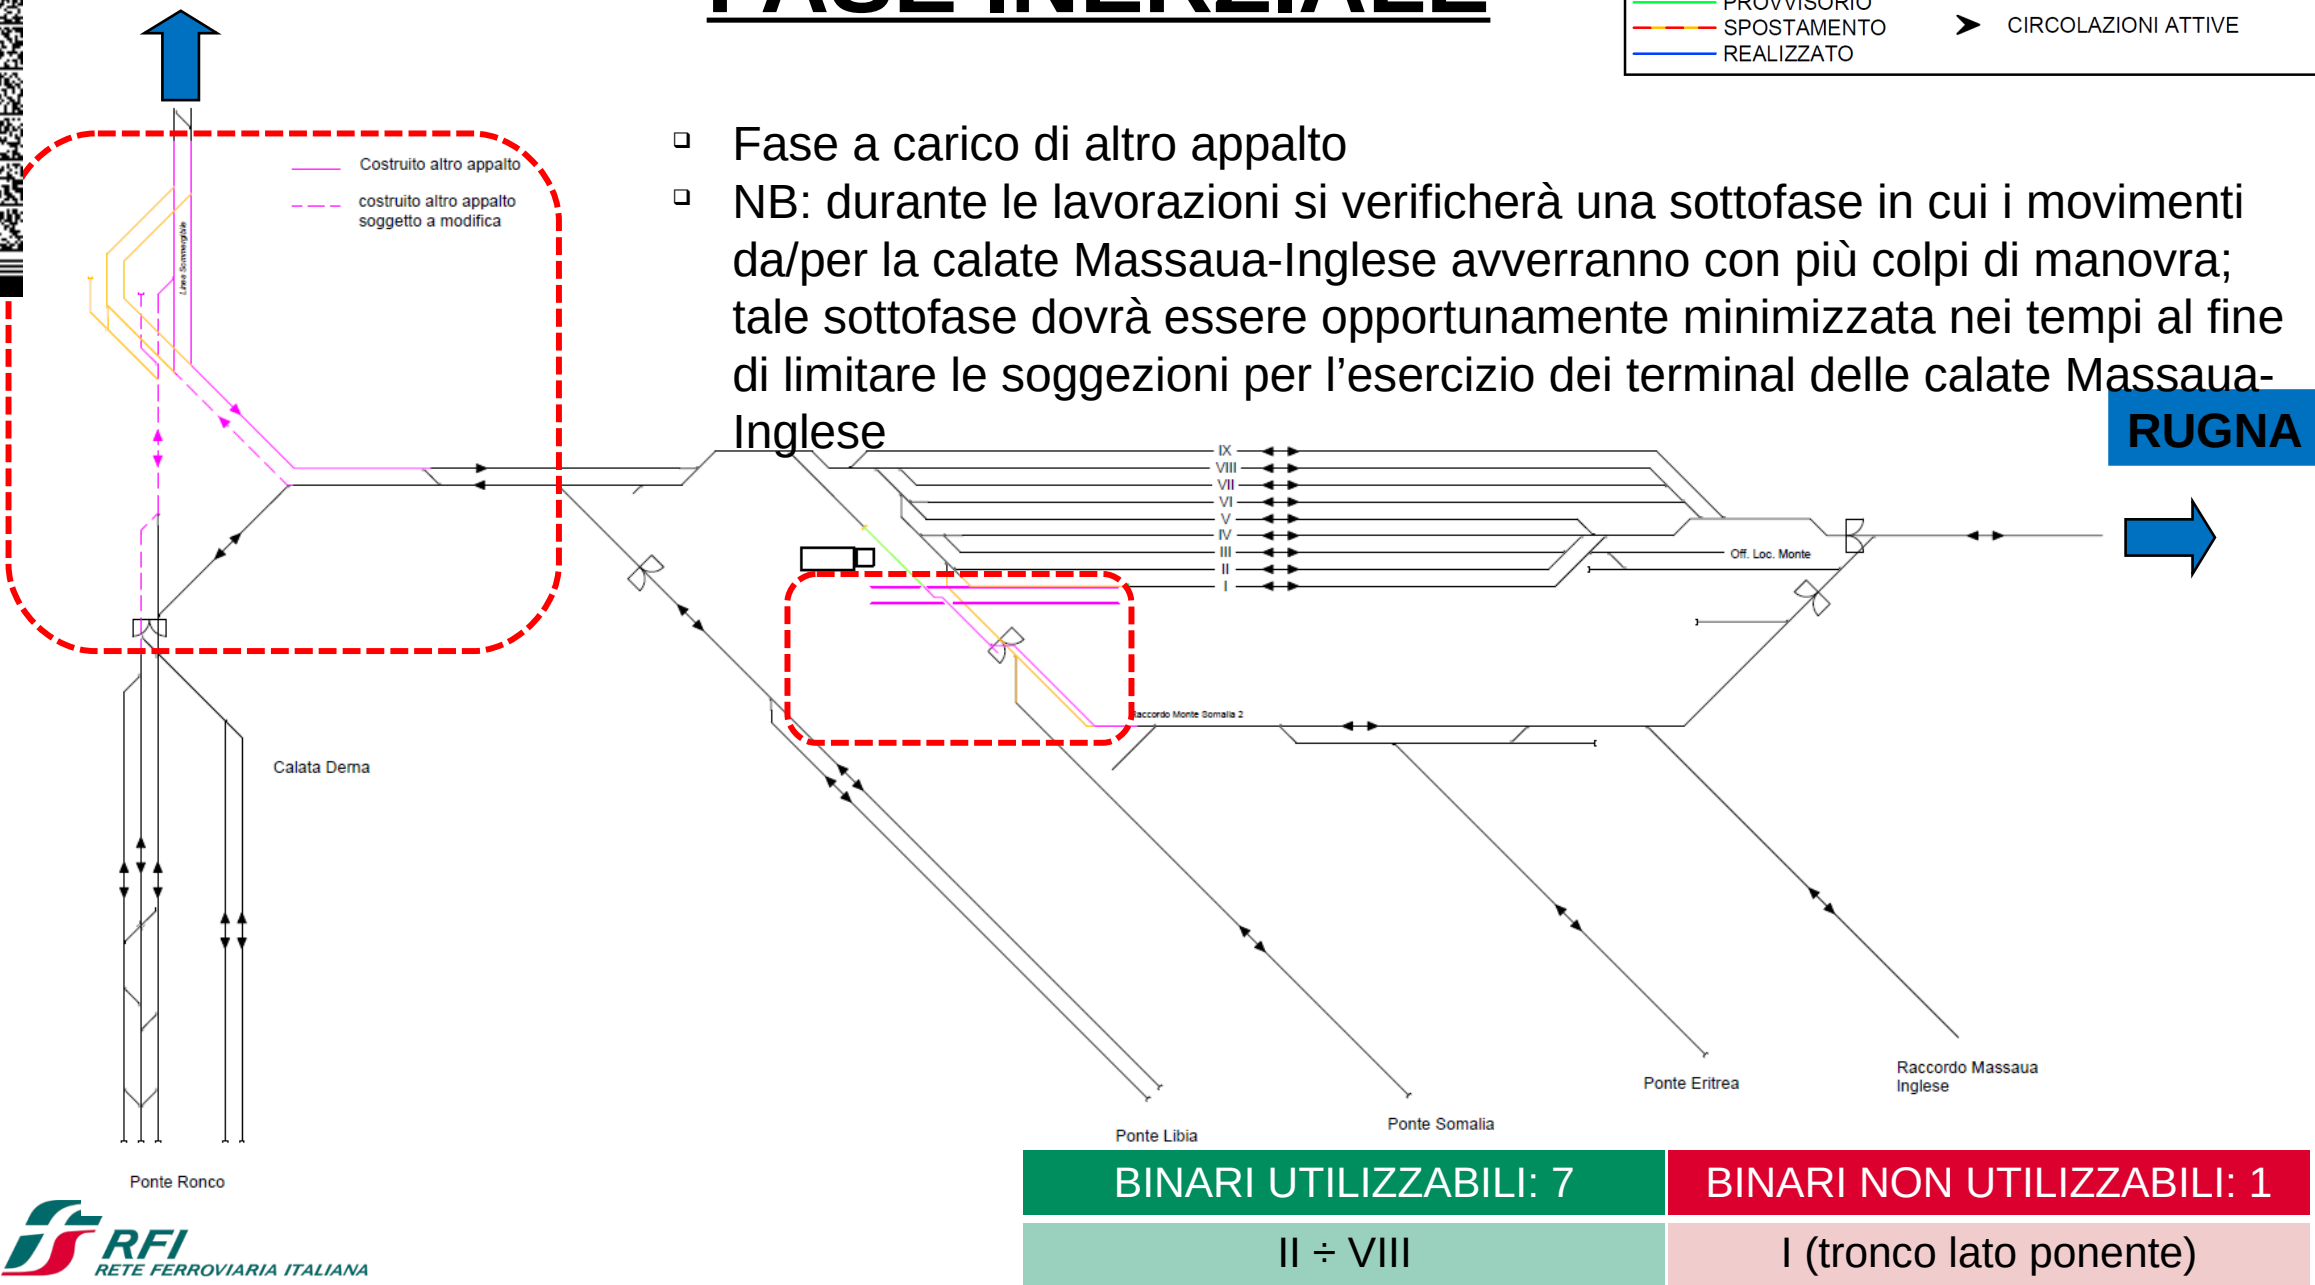 FASE INERZIALE
PROVVISORIO
SPOSTAMENTO
REALIZZATO
CIRCOLAZIONI ATTIVE
Costruito altro appalto
costruito altro appalto
soggetto a modifica
Linea Sommergibile
Fase a carico di altro appalto
NB: durante le lavorazioni si verificherà una sottofase in cui i movimenti
da/per la calate Massaua-Inglese avverranno con più colpi di manovra;
tale sottofase dovrà essere opportunamente minimizzata nei tempi al fine
di limitare le soggezioni per l’esercizio dei terminal delle calate Massaua-
Inglese
RUGNA
IX
VIII
VII
VI
V
IV
III
II
I
Off. Loc. Monte
Raccordo Monte Somalia 2
Calata Derna
Ponte Ronco
Ponte Libia
Ponte Somalia
Ponte Eritrea
Raccordo Massaua
Inglese
BINARI UTILIZZABILI: 7
BINARI NON UTILIZZABILI: 1
II ÷ VIII
I (tronco lato ponente)
RFI
RETE FERROVIARIA ITALIANA